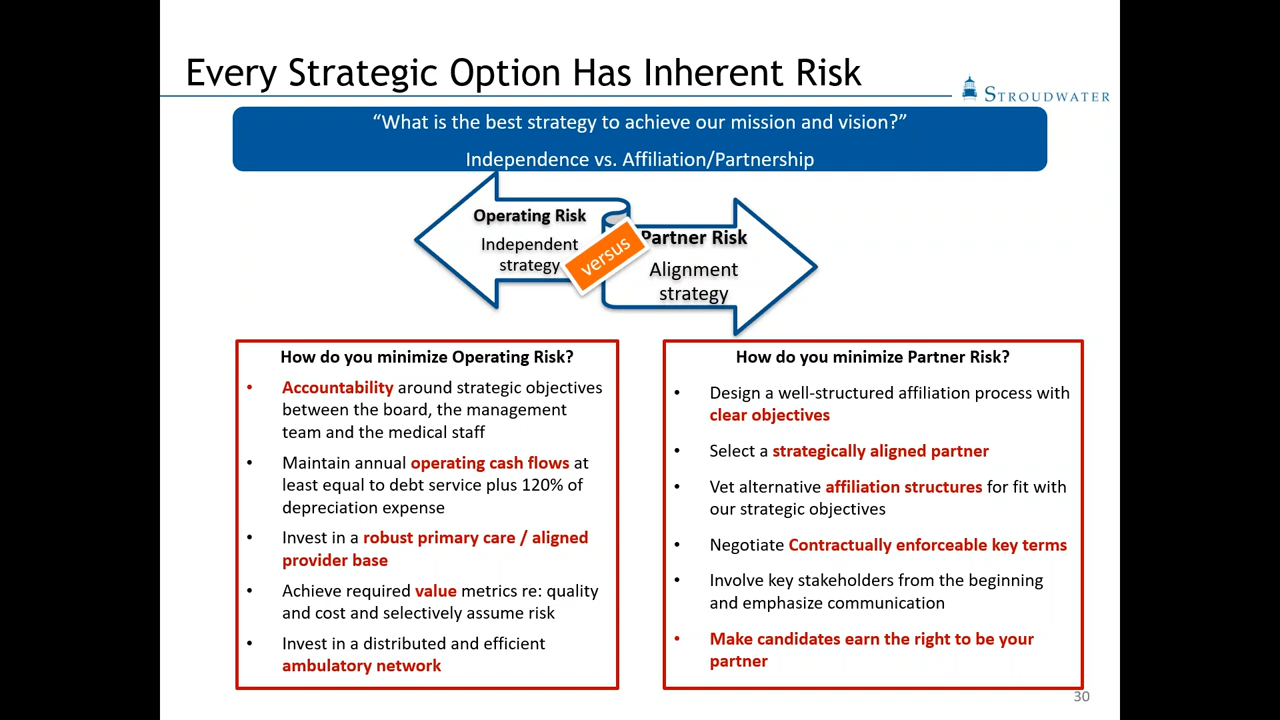 Every Strategic Option Has Inherent Risk
STROUDWATER
“What is the best strategy to achieve our mission and vision?”
Independence vs. Affiliation/Partnership
Operating Risk
Independent
strategy
versus
Partner Risk
Alignment
strategy
How do you minimize Operating Risk?
• Accountability around strategic objectives
between the board, the management
team and the medical staff
• Maintain annual operating cash flows at
least equal to debt service plus 120% of
depreciation expense
• Invest in a robust primary care / aligned
provider base
• Achieve required value metrics re: quality
and cost and selectively assume risk
• Invest in a distributed and efficient
ambulatory network
How do you minimize Partner Risk?
• Design a well-structured affiliation process with
clear objectives
• Select a strategically aligned partner
• Vet alternative affiliation structures for fit with
our strategic objectives
• Negotiate Contractually enforceable key terms
• Involve key stakeholders from the beginning
and emphasize communication
• Make candidates earn the right to be your
partner
30